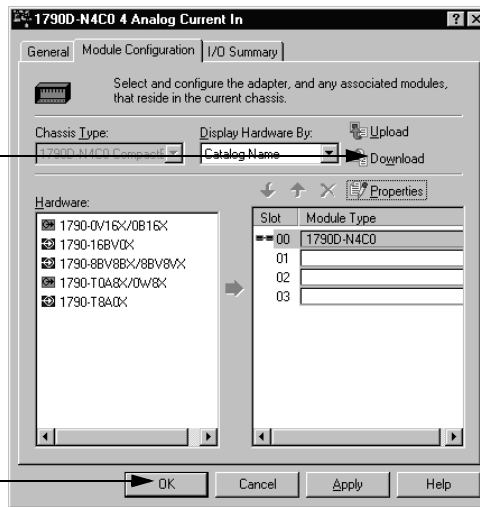 1790D-N4C0 4 Analog Current In
General Module Configuration I/O Summary
Select and configure the adapter, and any associated modules,
that reside in the current chassis.
Chassis Type: Display Hardware By: Upload
Catalog Name Download
Properties
Hardware:
Slot Module Type
1790-0V16X/0B16X 00 1790D-N4C0
1790-16BV0X 01
1790-8BV8BX/8BV8VX 02
1790-T0A8X/0W8X 03
1790-T8A0X
OK Cancel Apply Help